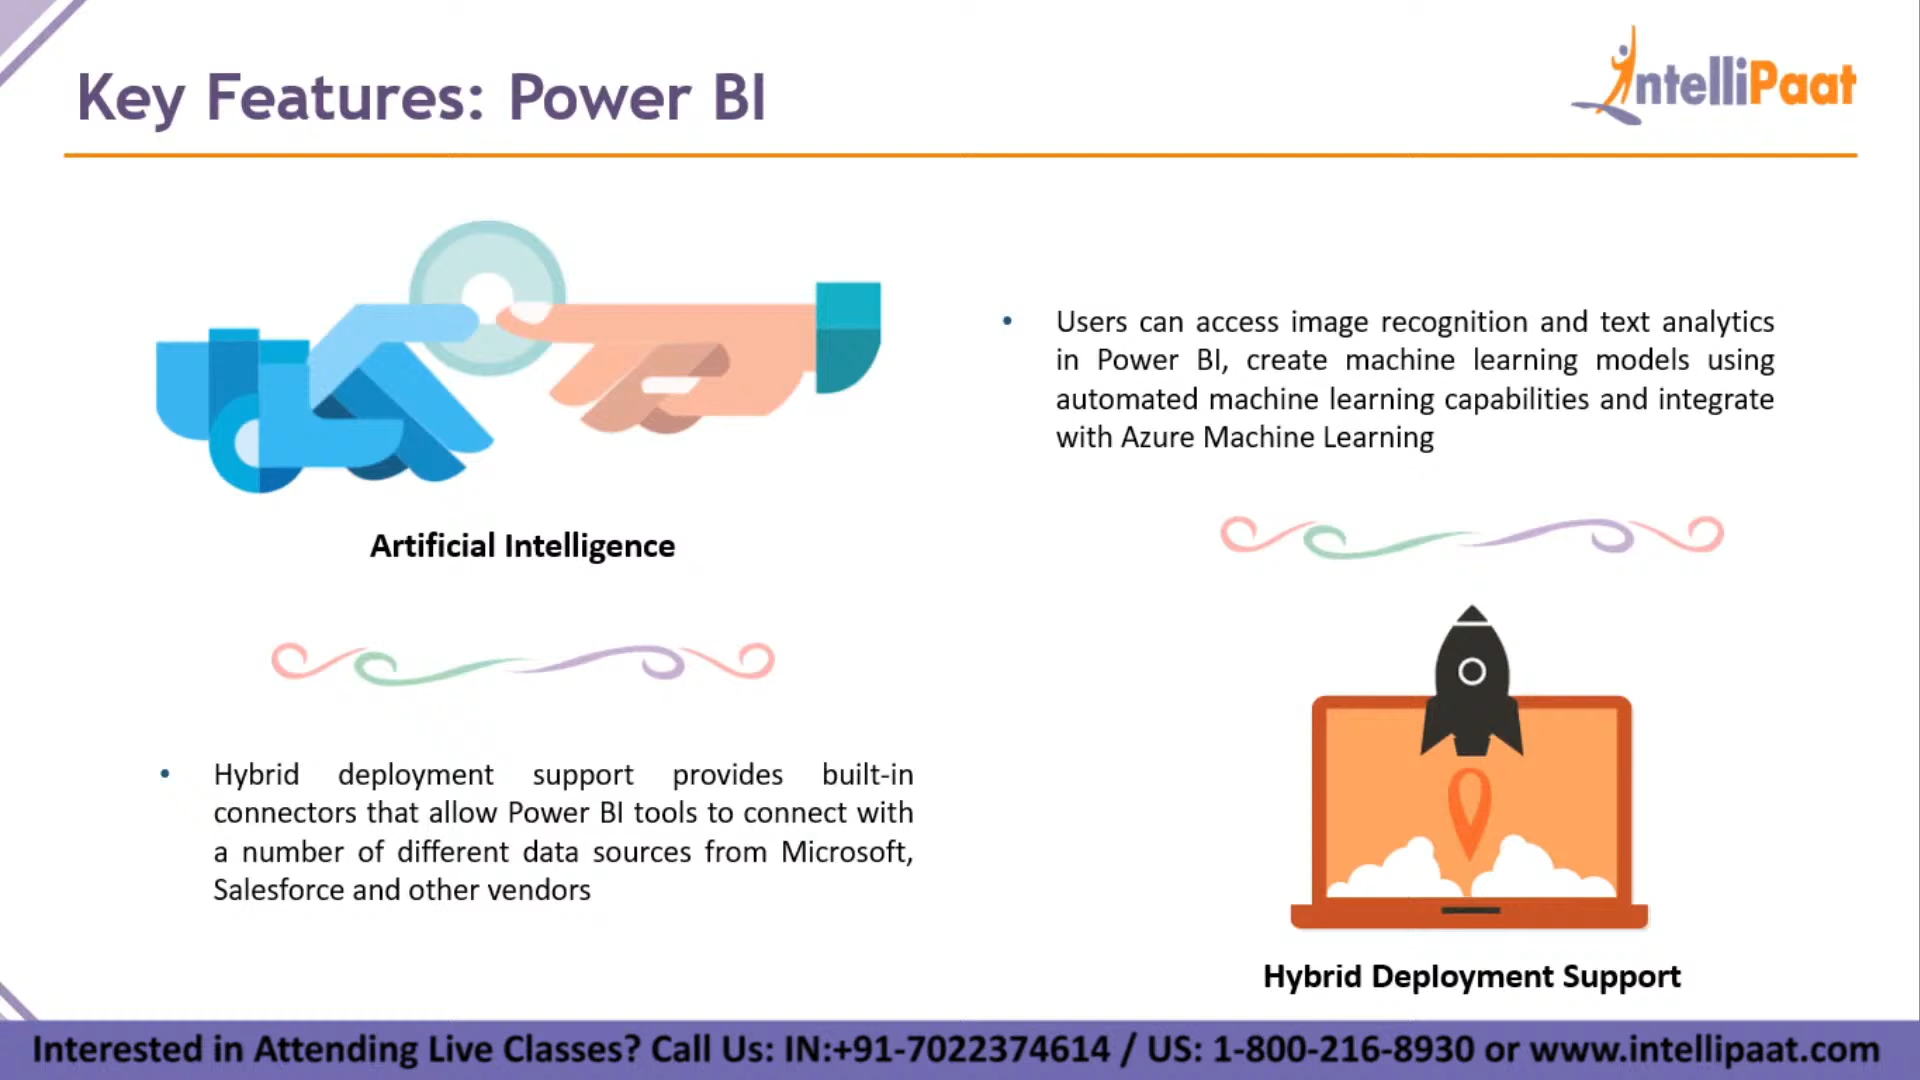 Key Features: Power BI
IntelliPaat
Users can access image recognition and text analytics
in Power BI, create machine learning models using
automated machine learning capabilities and integrate
with Azure Machine Learning
Artificial Intelligence
Hybrid deployment support provides built-in
connectors that allow Power BI tools to connect with
a number of different data sources from Microsoft,
Salesforce and other vendors
Hybrid Deployment Support
Interested in Attending Live Classes? Call Us: IN:+91-7022374614 / US: 1-800-216-8930 or www.intellipaat.com